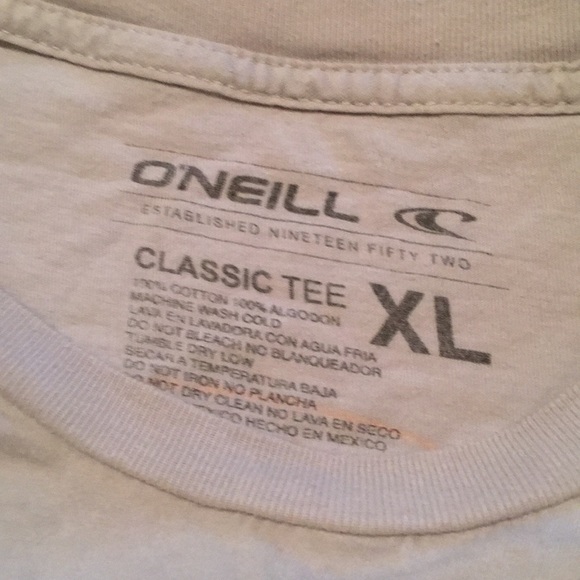 O'NEILL
ESTABLISHED NINETEEN FIFTY TWO
CLASSIC TEE
XL
100% COTTON 100% ALGODON
MACHINE WASH COLD
LAVA EN LAVADORA CON AGUA FRIA
DO NOT BLEACH NO BLANQUEADOR
TUMBLE DRY LOW
SECAR A TEMPERATURA BAJA
DO NOT IRON NO PLANCHA
DO NOT DRY CLEAN NO LAVA EN SECO
MEXICO HECHO EN MEXICO